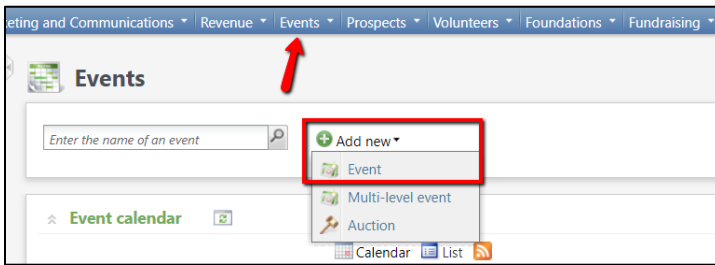 eting and Communications Revenue Events Prospects Volunteers Foundations Fundraising
Events
Enter the name of an event
Add new
Event
Multi-level event
Auction
Event calendar
Calendar List